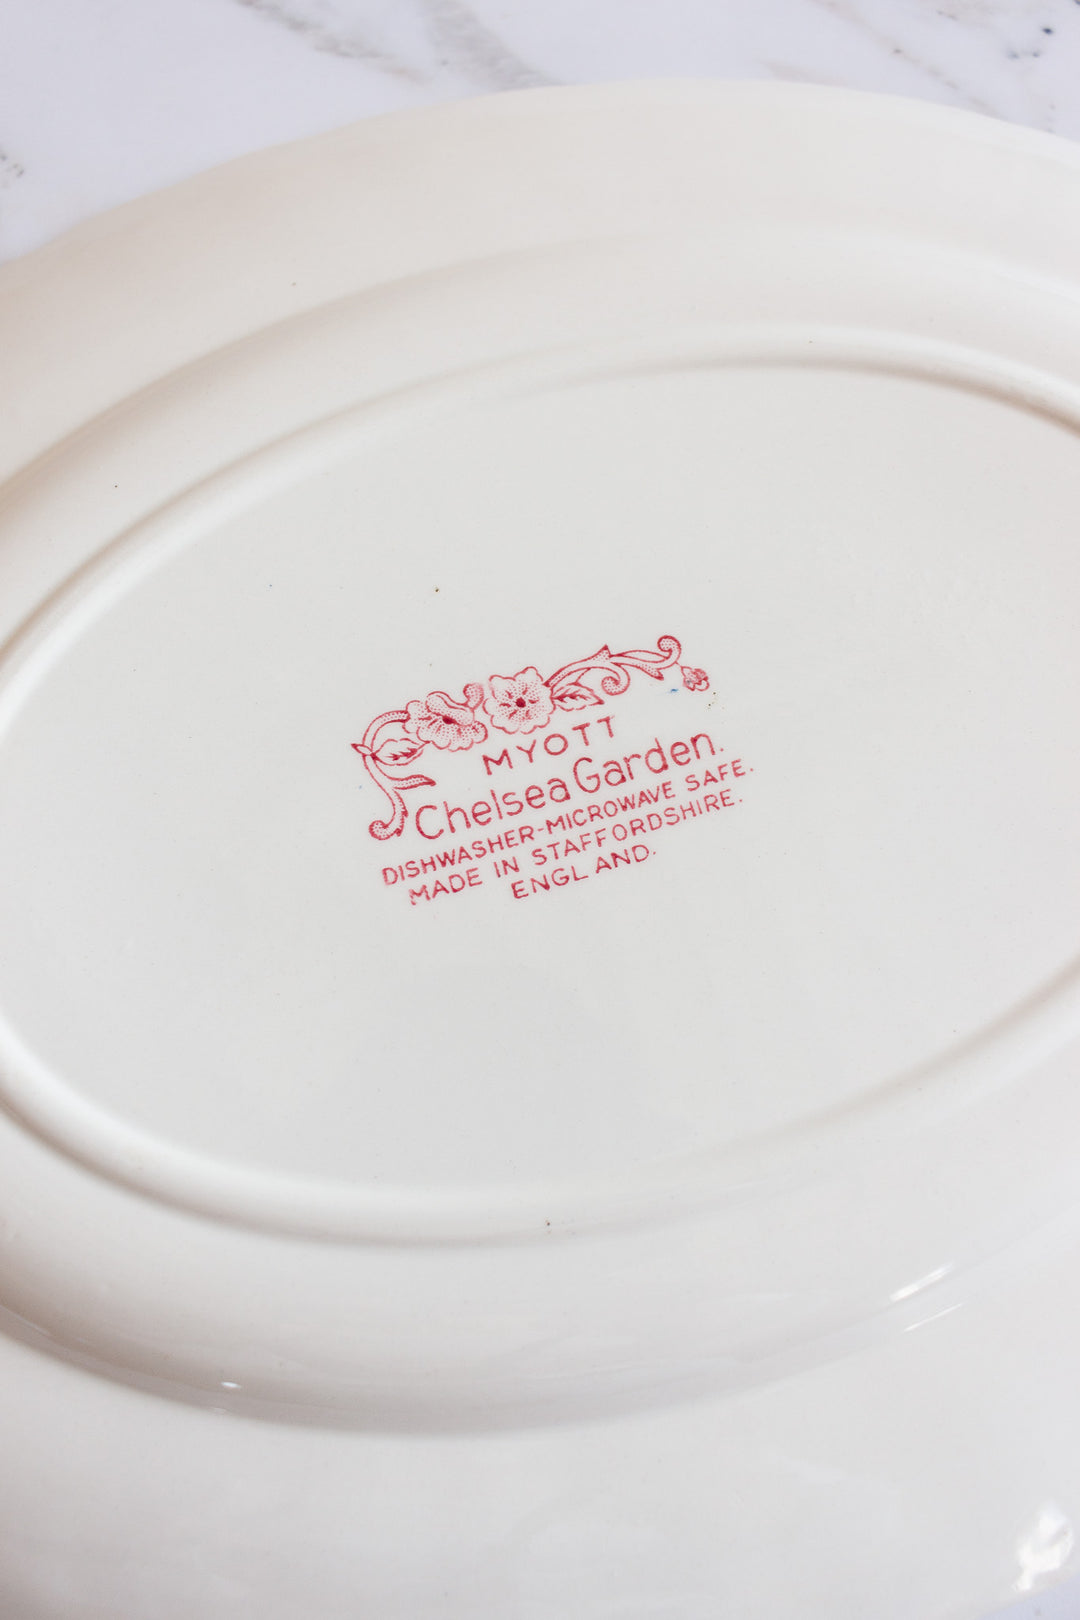 MYOTT
Chelsea Garden.
DISHWASHER-MICROWAVE SAFE.
MADE IN STAFFORDSHIRE.
ENGLAND.